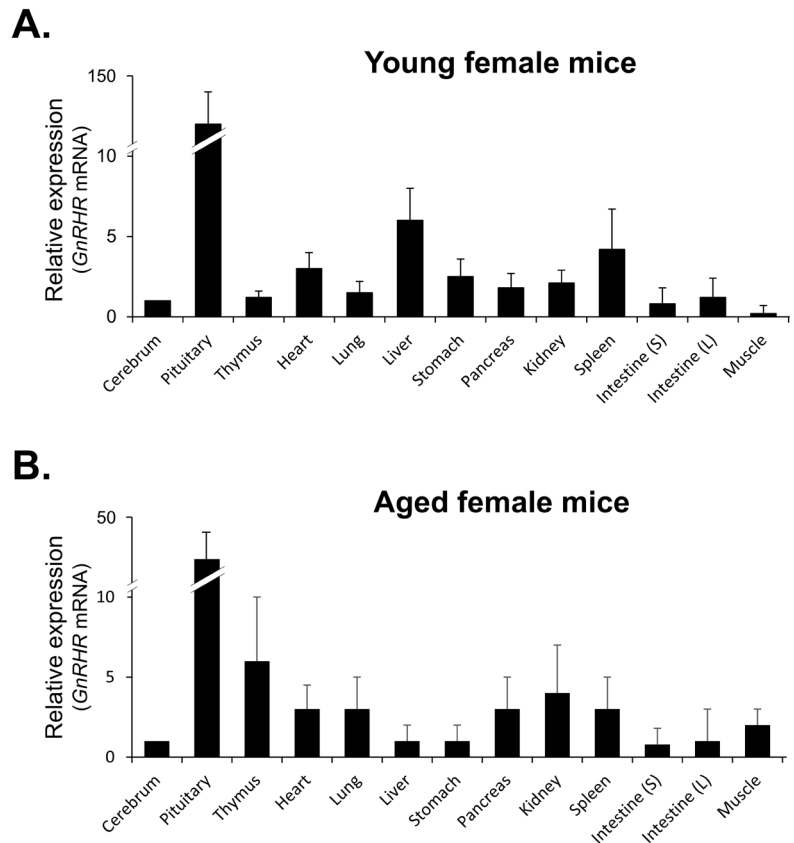 A.
Young female mice
Relative expression
(GnRHR mRNA)
150
10
5
0
Cerebrum
Pituitary
Thymus
Heart
Lung
Liver
Stomach
Pancreas
Kidney
Spleen
Intestine (S)
Intestine (L)
Muscle
B.
Aged female mice
Relative expression
(GnRHR mRNA)
50
10
5
0
Cerebrum
Pituitary
Thymus
Heart
Lung
Liver
Stomach
Pancreas
Kidney
Spleen
Intestine (S)
Intestine (L)
Muscle